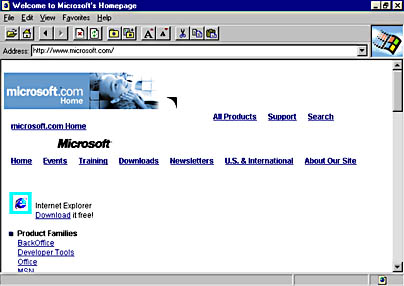 Welcome to Microsoft's Homepage
File Edit View Favorites Help
Address: http://www.microsoft.com/
microsoft.com
Home
All Products Support Search
microsoft.com Home
Microsoft
Home Events Training Downloads Newsletters U.S. & International About Our Site
Internet Explorer
Download it free!
Product Families
BackOffice
Developer Tools
Office
MSN